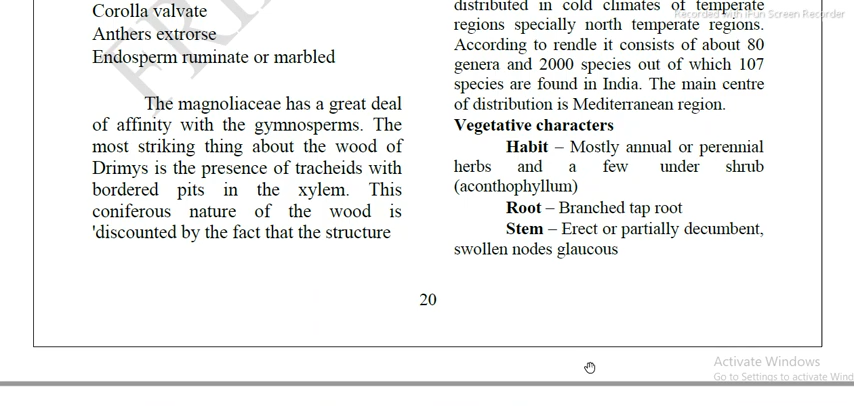 Corolla valvate
Anthers extrorse
Endosperm ruminate or marbled
The magnoliaceae has a great deal
of affinity with the gymnosperms. The
most striking thing about the wood of
Drimys is the presence of tracheids with
bordered pits in the xylem. This
coniferous nature of the wood is
'discounted by the fact that the structure
distributed in cold climates of temperate
regions specially north temperate regions.
According to rendle it consists of about 80
genera and 2000 species out of which 107
species are found in India. The main centre
of distribution is Mediterranean region.
Vegetative characters
Habit – Mostly annual or perennial
herbs and a few under shrub
(aconthophyllum)
Root – Branched tap root
Stem – Erect or partially decumbent,
swollen nodes glaucous
20
Recorded with iFun Screen Recorder
Activate Windows
Go to Settings to activate Wind